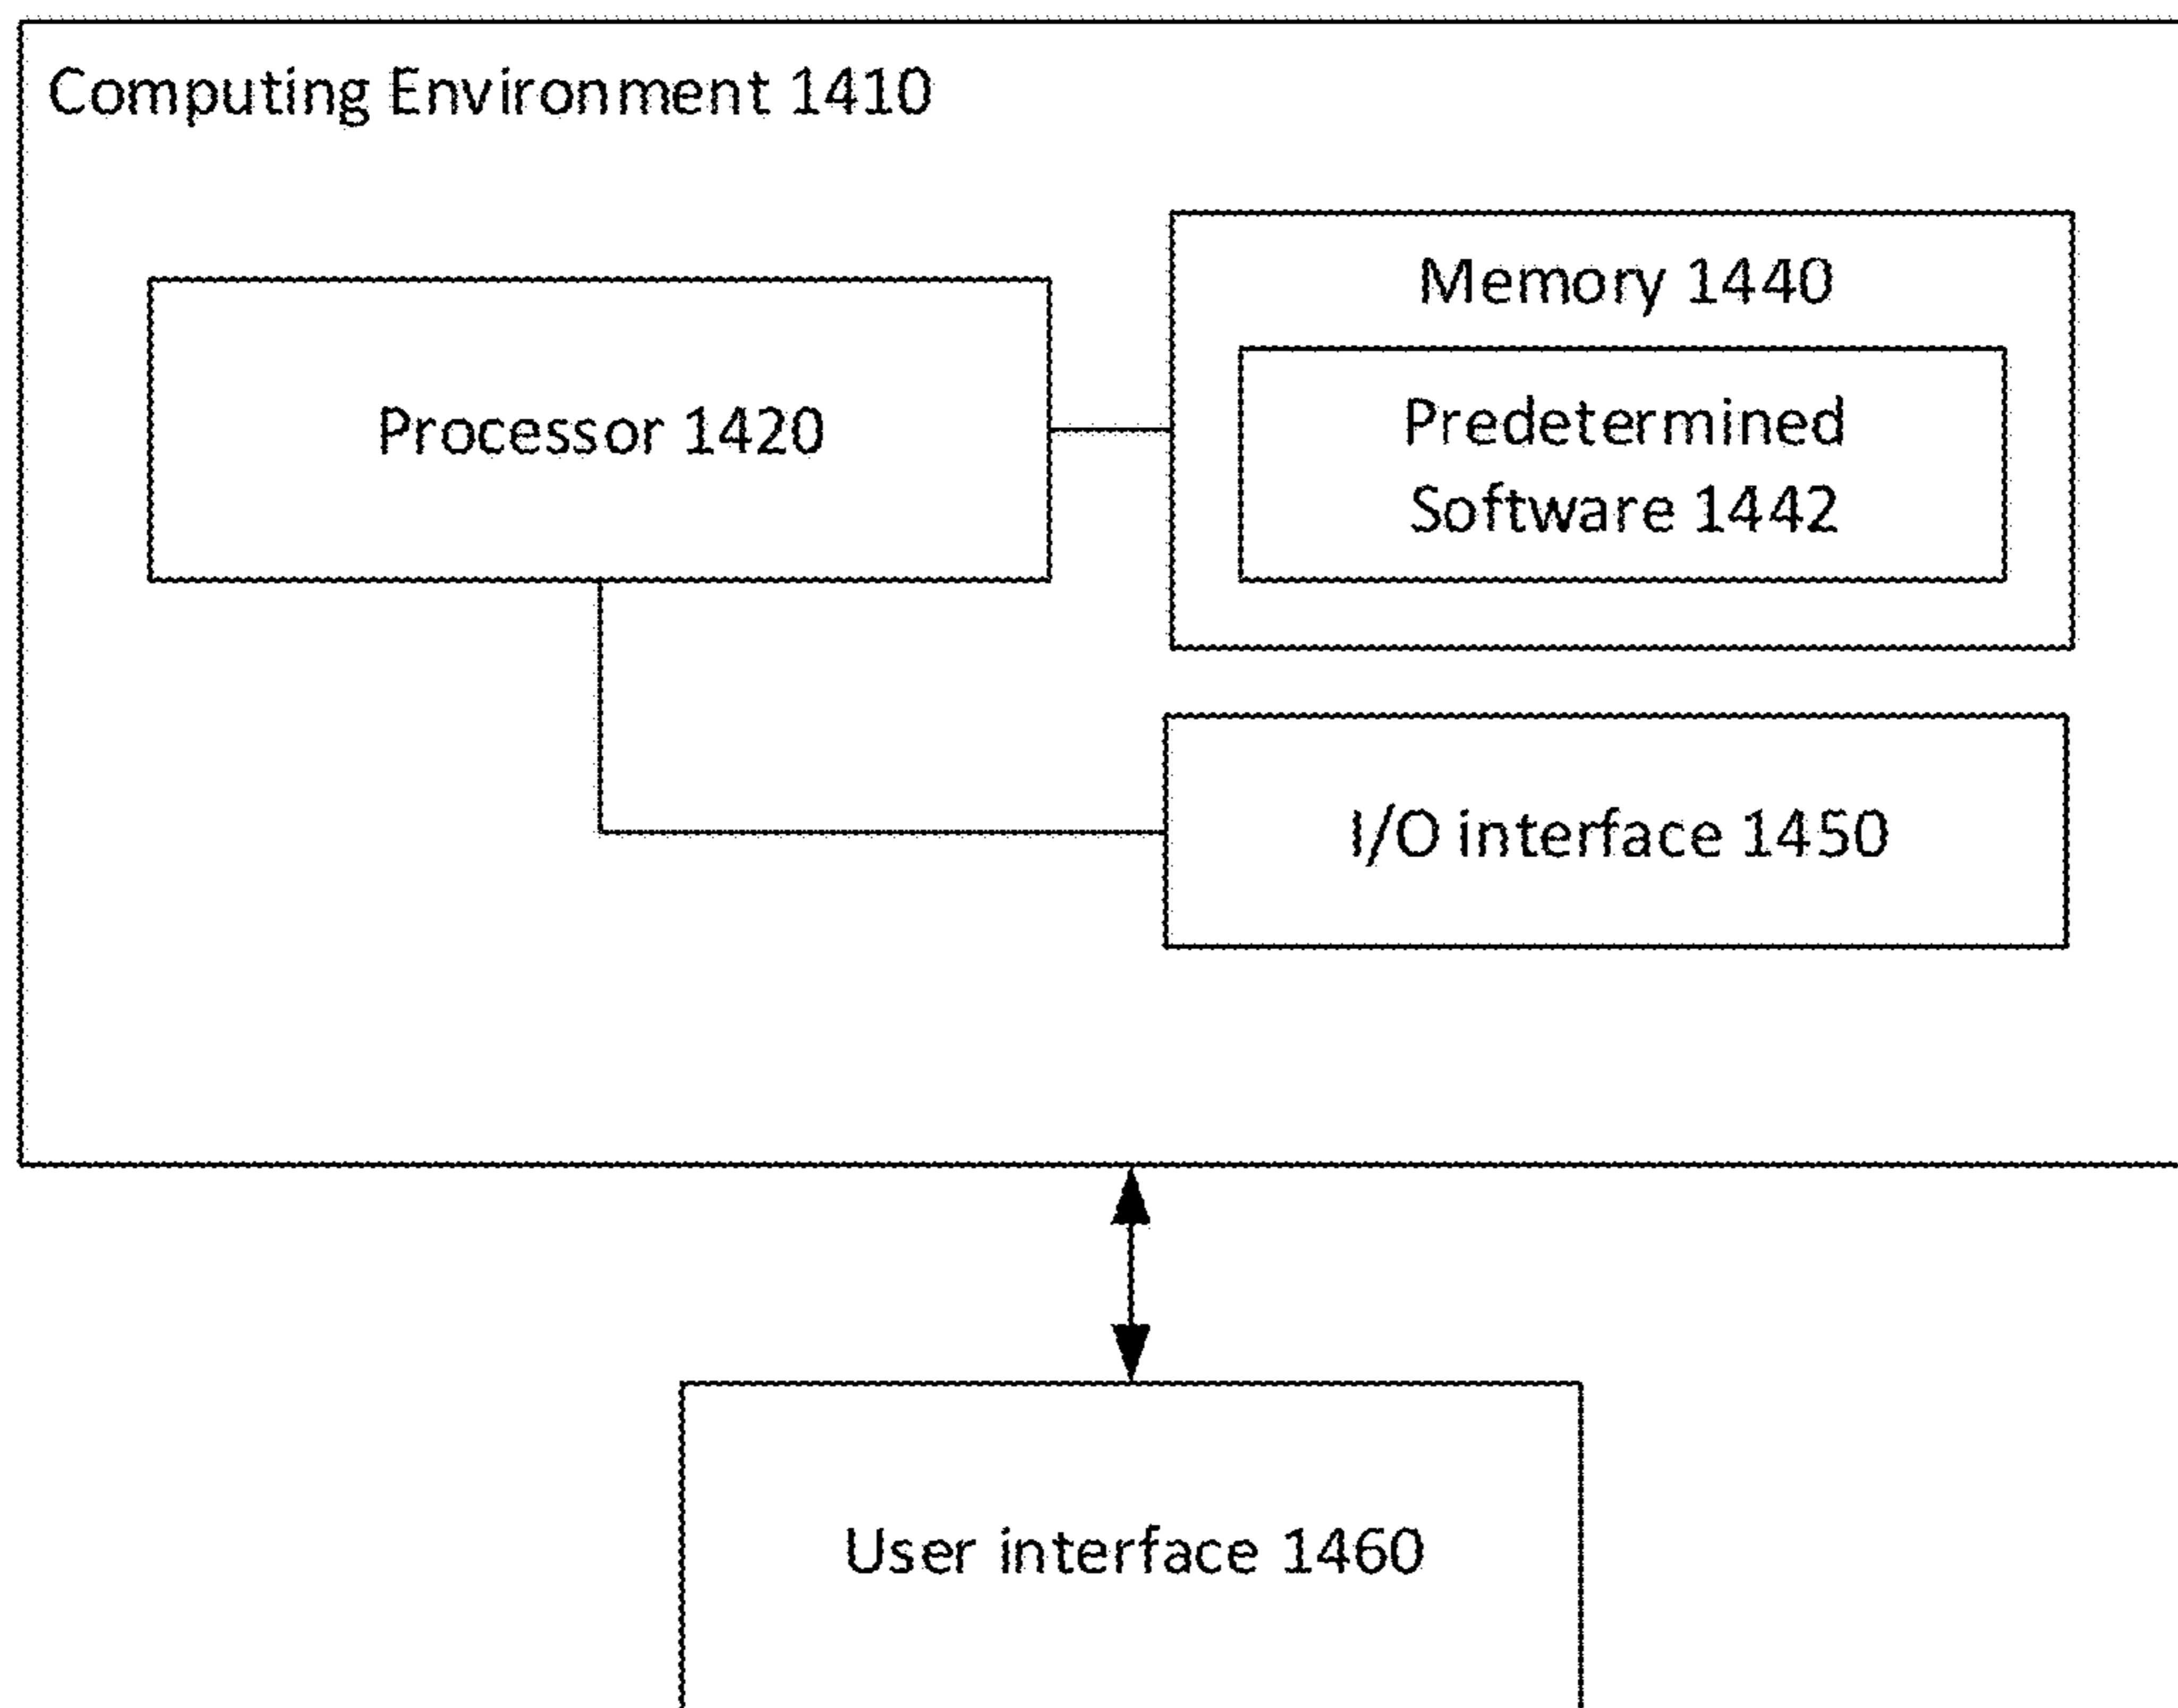 Computing Environment 1410
Memory 1440
Processor 1420
Predetermined
Software 1442
I/O interface 1450
User interface 1460